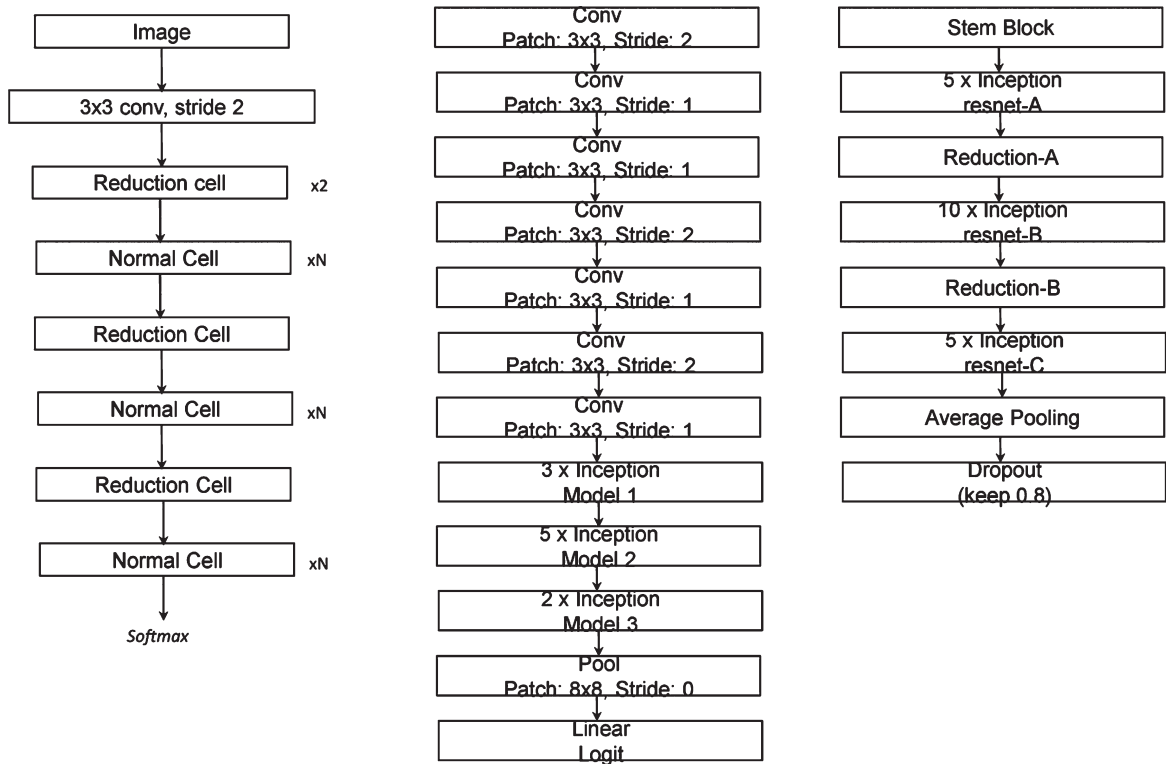 Image
3x3 conv, stride 2
Reduction cell
x2
Normal Cell
xN
Reduction Cell
Normal Cell
xN
Reduction Cell
Normal Cell
xN
Softmax
Conv
Patch: 3x3, Stride: 2
Conv
Patch: 3x3, Stride: 1
Conv
Patch: 3x3, Stride: 1
Conv
Patch: 3x3, Stride: 2
Conv
Patch: 3x3, Stride: 1
Conv
Patch: 3x3, Stride: 2
Conv
Patch: 3x3, Stride: 1
3 x Inception
Model 1
5 x Inception
Model 2
2 x Inception
Model 3
Pool
Patch: 8x8, Stride: 0
Linear
Logit
Stem Block
5 x Inception
resnet-A
Reduction-A
10 x Inception
resnet-B
Reduction-B
5 x Inception
resnet-C
Average Pooling
Dropout
(keep 0.8)